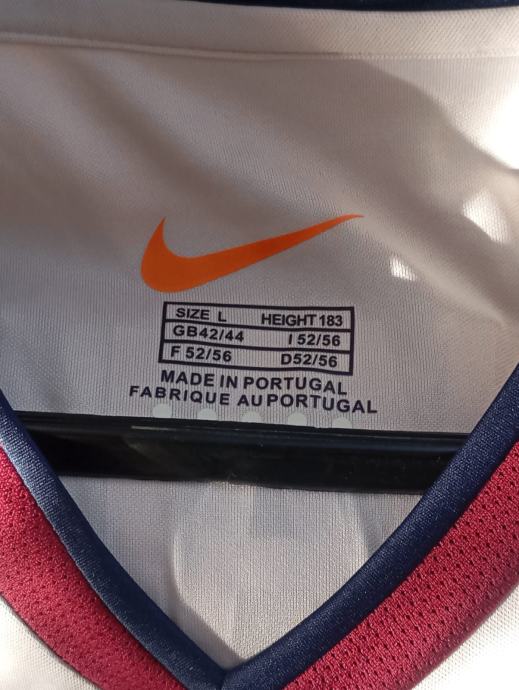 SIZE L HEIGHT 183
GB42/44 I 52/56
F 52/56 D52/56
MADE IN PORTUGAL
FABRIQUE AU PORTUGAL